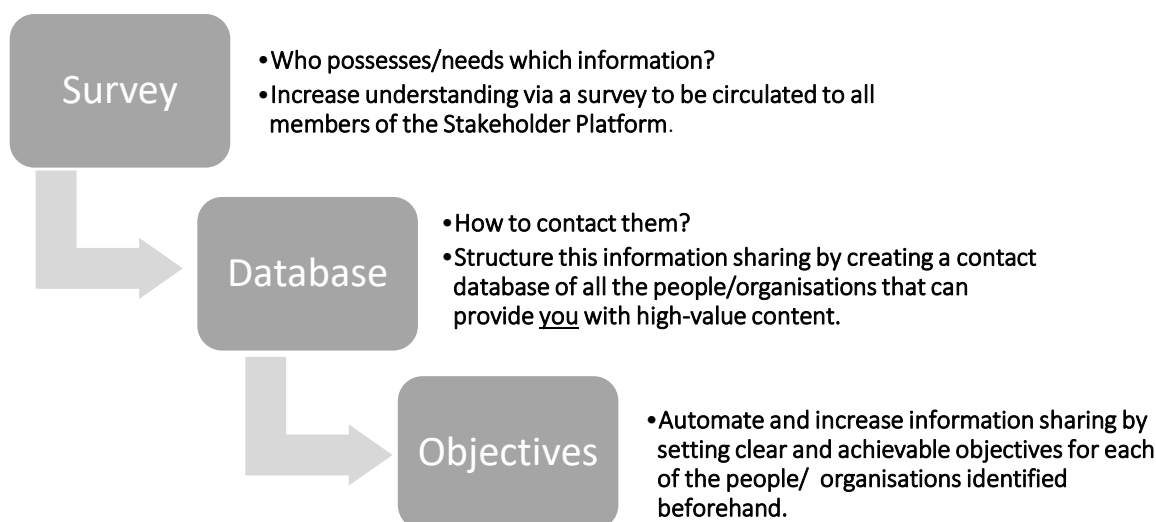 Survey
•Who possesses/needs which information?
•Increase understanding via a survey to be circulated to all
members of the Stakeholder Platform.
Database
•How to contact them?
•Structure this information sharing by creating a contact
database of all the people/organisations that can
provide you with high-value content.
Objectives
•Automate and increase information sharing by
setting clear and achievable objectives for each
of the people/ organisations identified
beforehand.